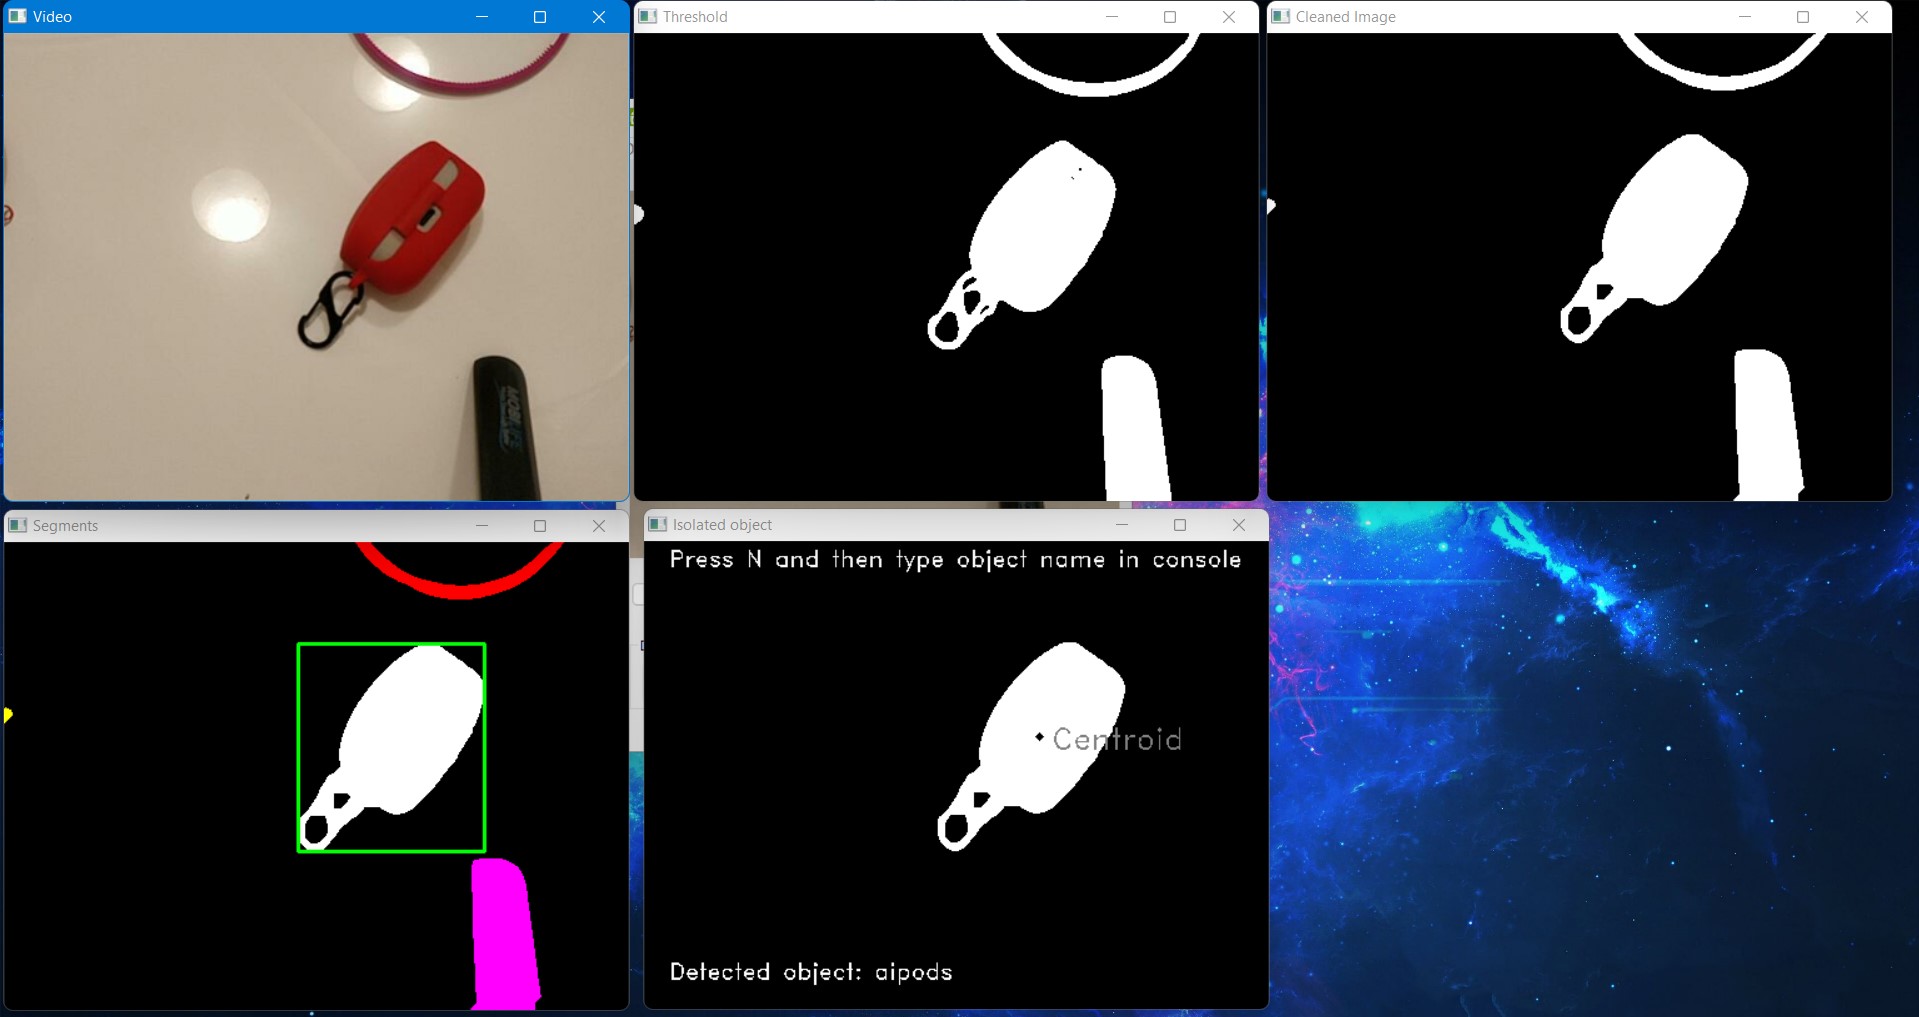 Video
Threshold
Cleaned Image
Segments
Isolated object
Press N and then type object name in console
Centroid
Detected object: aipods